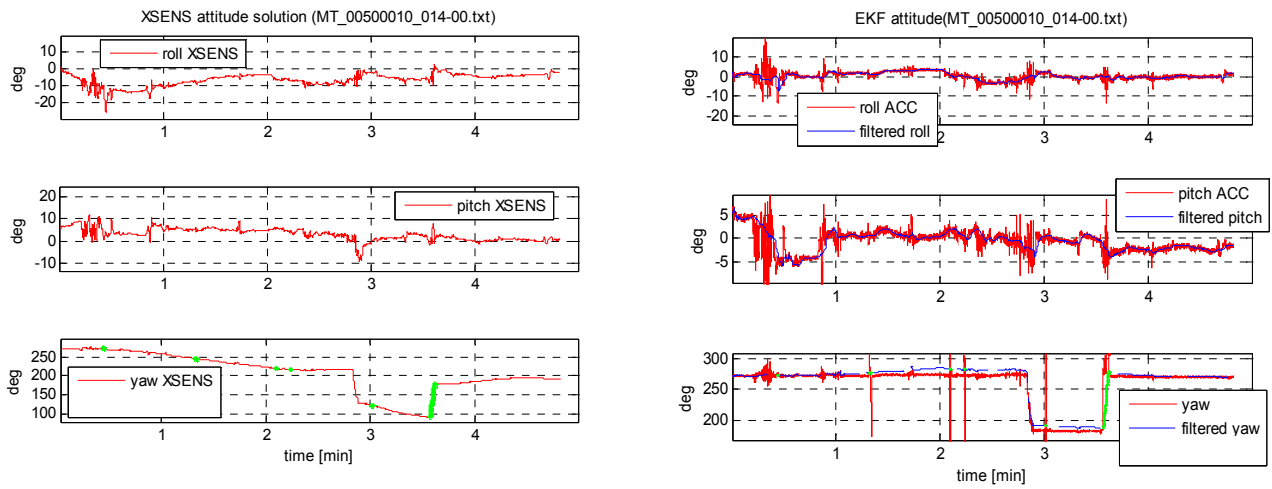 XSENS attitude solution (MT_00500010_014-00.txt)
10
0
-10
-20
deg
roll XSENS
1 2 3 4
20
10
0
-10
deg
pitch XSENS
1 2 3 4
250
200
150
100
deg
yaw XSENS
1 2 3 4
time [min]
EKF attitude(MT_00500010_014-00.txt)
10
0
-10
-20
deg
roll ACC
filtered roll
1 2 3 4
5
0
-5
deg
pitch ACC
filtered pitch
1 2 3 4
300
250
200
deg
yaw
filtered yaw
1 2 3
time [min]